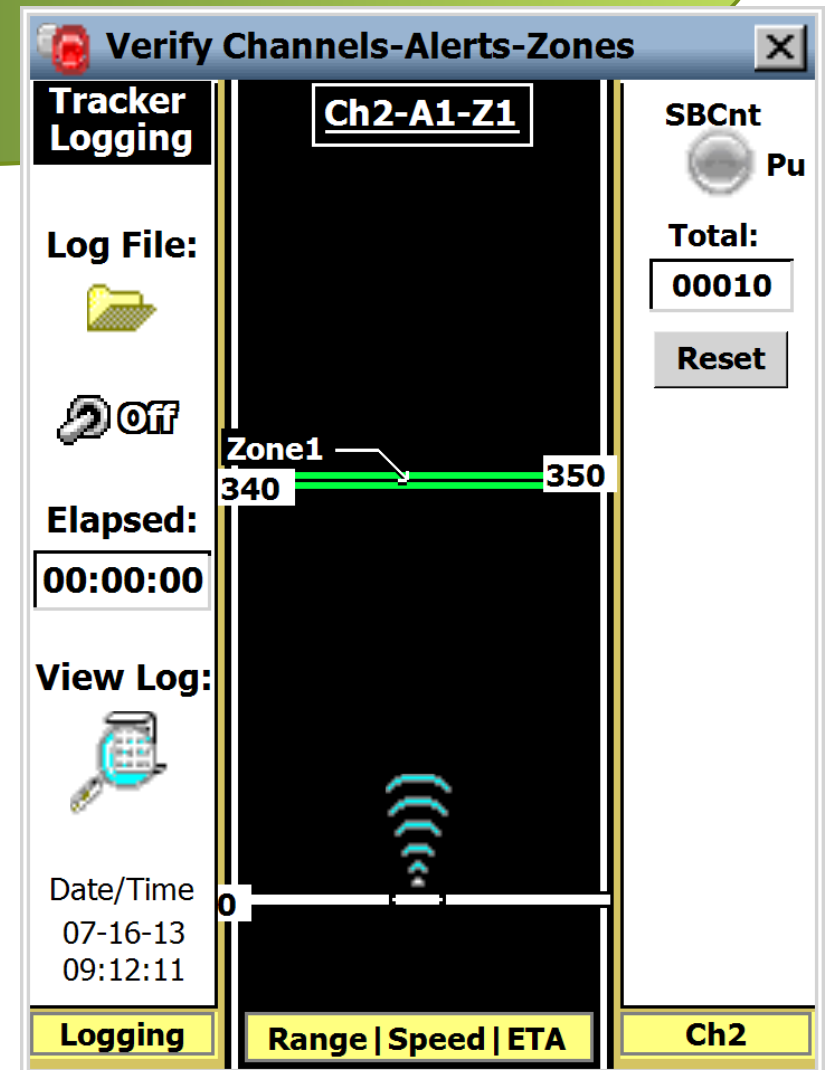 Verify Channels-Alerts-Zones
Tracker
Logging
Log File:
Off
Elapsed:
00:00:00
View Log:
Date/Time
07-16-13
09:12:11
Logging
Ch2-A1-Z1
Zone1
340
350
0
Range|Speed|ETA
SBCnt
Pu
Total:
00010
Reset
Ch2